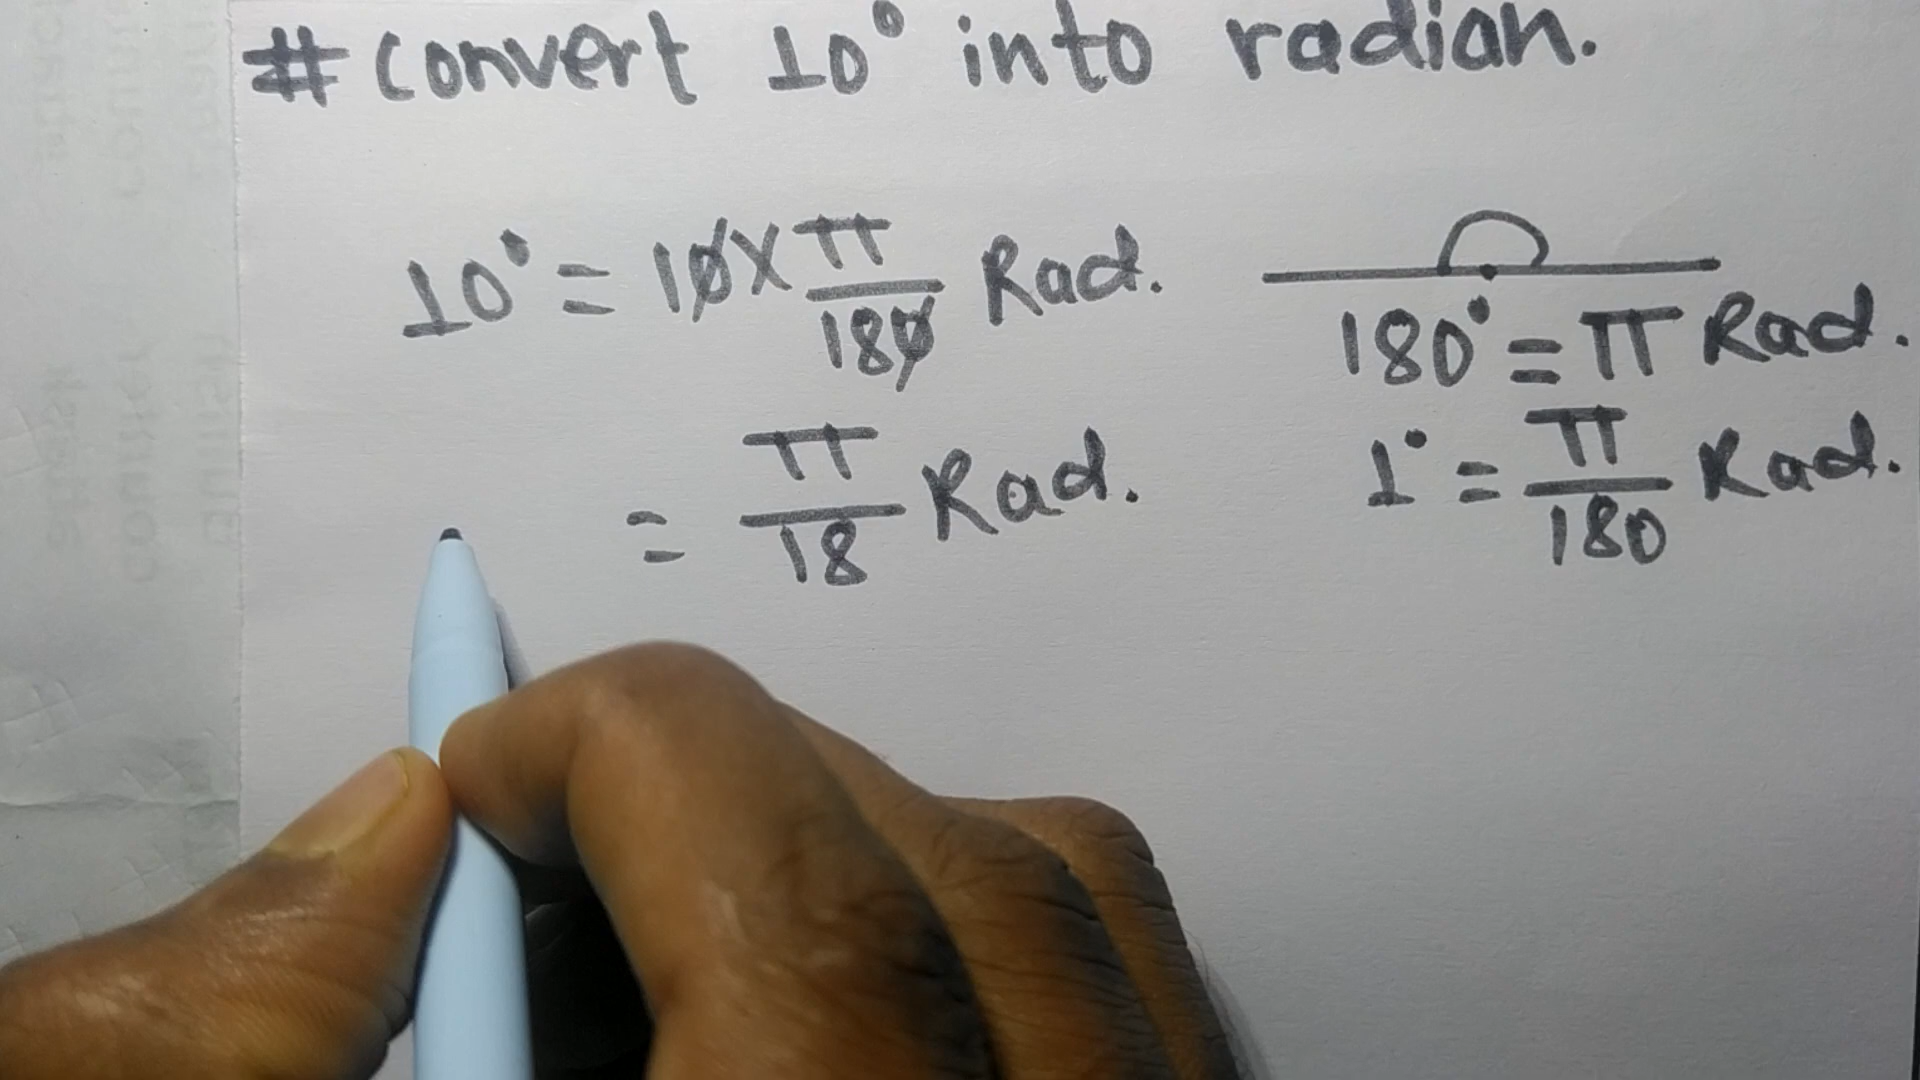 # Convert 10° into radian.
10° = 10 × π/180 Rad.
= π/18 Rad.
180° = π Rad.
1° = π/180 Rad.